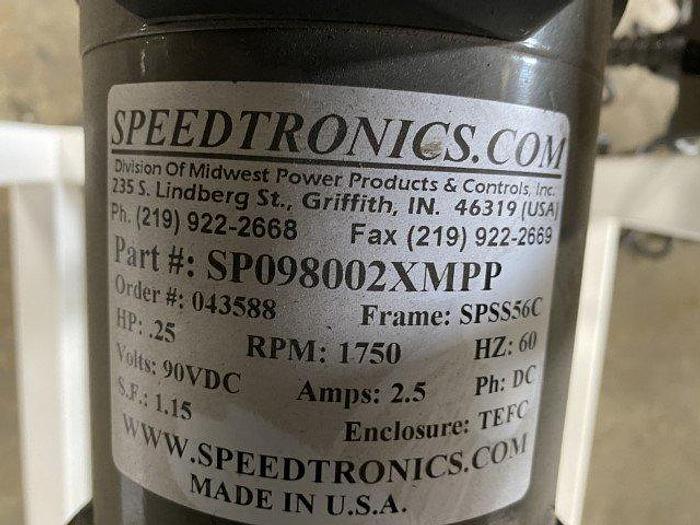 SPEEDTRONICS.COM
Division Of Midwest Power Products & Controls, Inc.
235 S. Lindberg St., Griffith, IN. 46319 (USA)
Ph. (219) 922-2668 Fax (219) 922-2669
Part #: SP098002XMPP
Order #: 043588 Frame: SPSS56C
HP: .25 RPM: 1750 HZ: 60
Volts: 90VDC Amps: 2.5 Ph: DC
S.F.: 1.15 Enclosure: TEFC
WWW.SPEEDTRONICS.COM
MADE IN U.S.A.